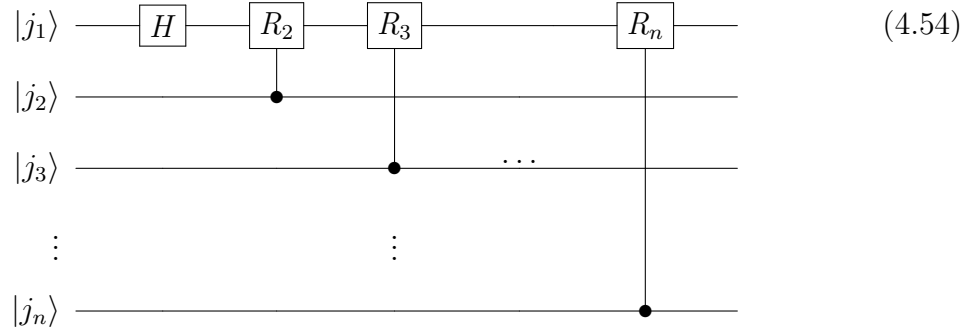 |j₁⟩ H R₂ R₃ Rₙ (4.54)
|j₂⟩
|j₃⟩ ···
⋮ ⋮
|jₙ⟩